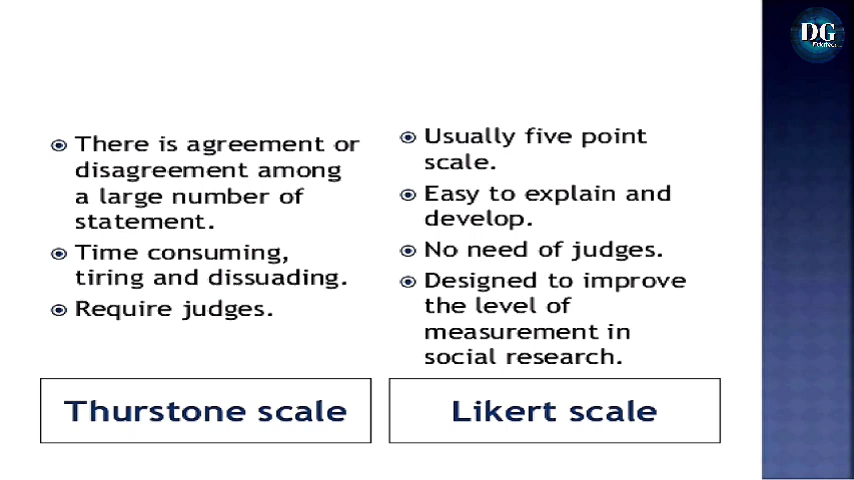 DG
There is agreement or
disagreement among
a large number of
statement.
Time consuming,
tiring and dissuading.
Require judges.
Thurstone scale
Usually five point
scale.
Easy to explain and
develop.
No need of judges.
Designed to improve
the level of
measurement in
social research.
Likert scale